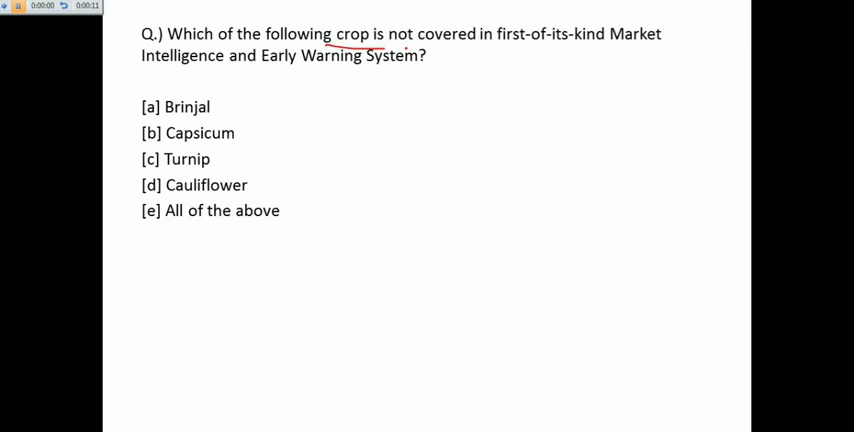 0:00:00 0:00:11
Q.) Which of the following crop is not covered in first-of-its-kind Market
Intelligence and Early Warning System?
[a] Brinjal
[b] Capsicum
[c] Turnip
[d] Cauliflower
[e] All of the above